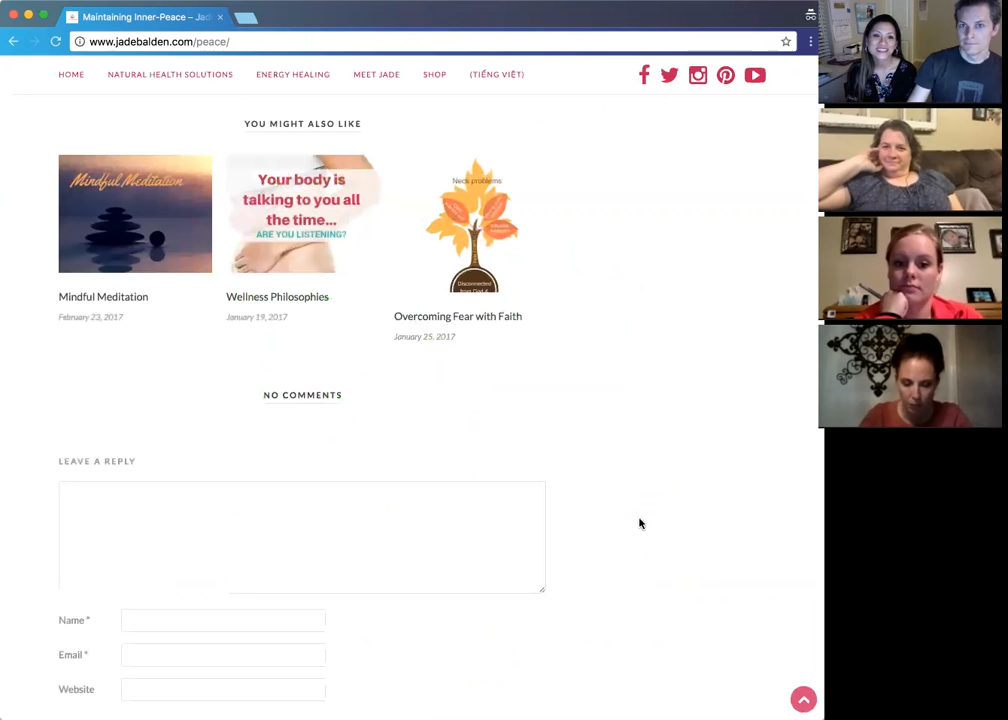 Maintaining Inner-Peace – Jad
www.jadebalden.com/peace/
HOME NATURAL HEALTH SOLUTIONS ENERGY HEALING MEET JADE SHOP (TIẾNG VIỆT)
YOU MIGHT ALSO LIKE
Mindful Meditation
Your body is
talking to you all
the time...
ARE YOU LISTENING?
Neck problems
Disconnected
from God &
Mindful Meditation
February 23, 2017
Wellness Philosophies
January 19, 2017
Overcoming Fear with Faith
January 25, 2017
NO COMMENTS
LEAVE A REPLY
Name *
Email *
Website